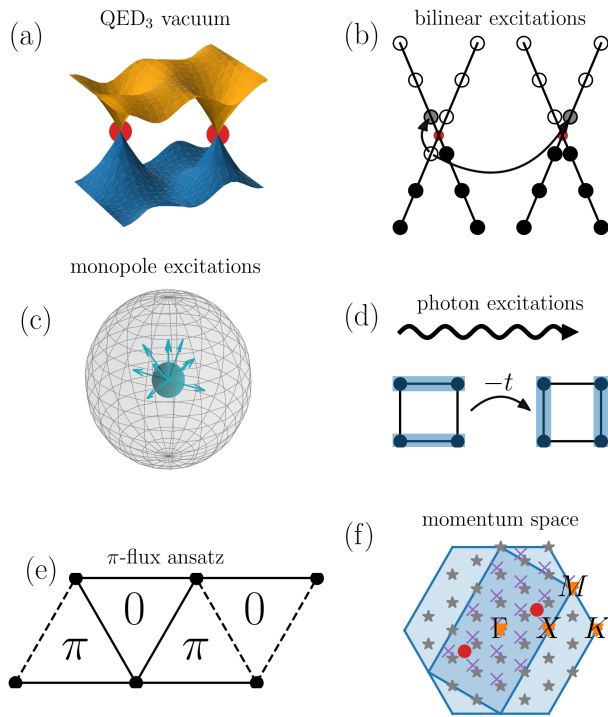 (a)
QED₃ vacuum
(b)
bilinear excitations
(c)
monopole excitations
(d)
photon excitations
−t
(e)
π-flux ansatz
0
0
π
π
(f)
momentum space
M
Γ
X
K